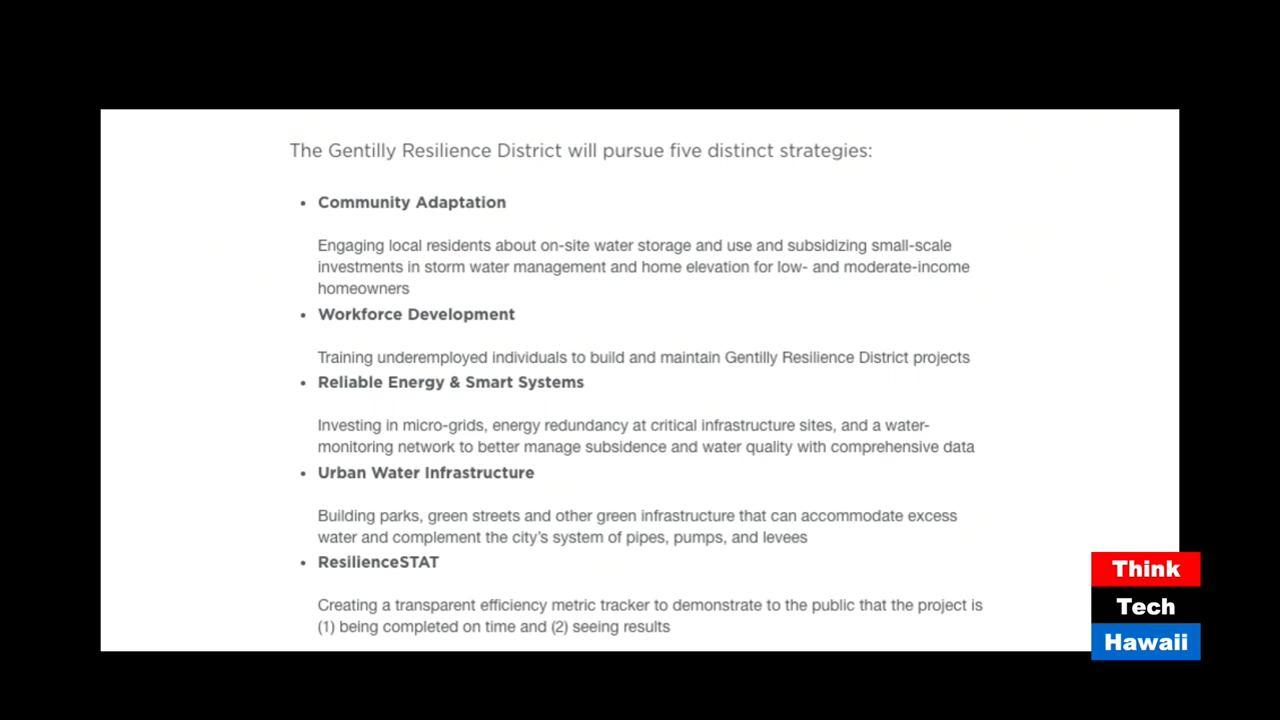 The Gentilly Resilience District will pursue five distinct strategies:
• Community Adaptation
Engaging local residents about on-site water storage and use and subsidizing small-scale
investments in storm water management and home elevation for low- and moderate-income
homeowners
• Workforce Development
Training underemployed individuals to build and maintain Gentilly Resilience District projects
• Reliable Energy & Smart Systems
Investing in micro-grids, energy redundancy at critical infrastructure sites, and a water-
monitoring network to better manage subsidence and water quality with comprehensive data
• Urban Water Infrastructure
Building parks, green streets and other green infrastructure that can accommodate excess
water and complement the city's system of pipes, pumps, and levees
• ResilienceSTAT
Creating a transparent efficiency metric tracker to demonstrate to the public that the project is
(1) being completed on time and (2) seeing results
Think
Tech
Hawaii